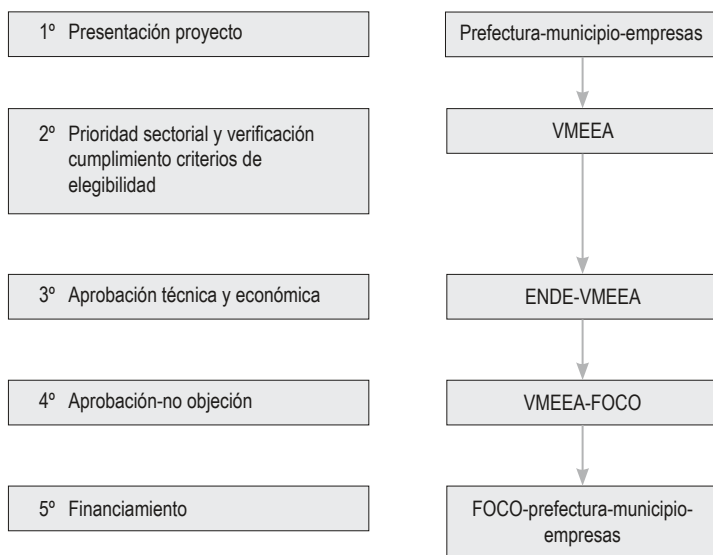 1º Presentación proyecto
Prefectura-municipio-empresas
2º Prioridad sectorial y verificación
cumplimiento criterios de
elegibilidad
VMEEA
3º Aprobación técnica y económica
ENDE-VMEEA
4º Aprobación-no objeción
VMEEA-FOCO
5º Financiamiento
FOCO-prefectura-municipio-
empresas